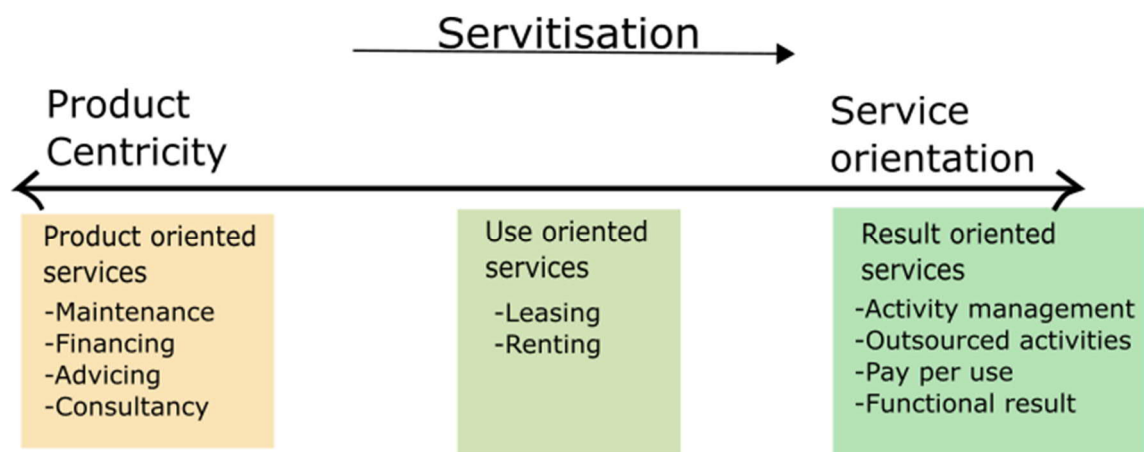 Servitisation
Product
Centricity
Service
orientation
Product oriented
services
-Maintenance
-Financing
-Advicing
-Consultancy
Use oriented
services
-Leasing
-Renting
Result oriented
services
-Activity management
-Outsourced activities
-Pay per use
-Functional result